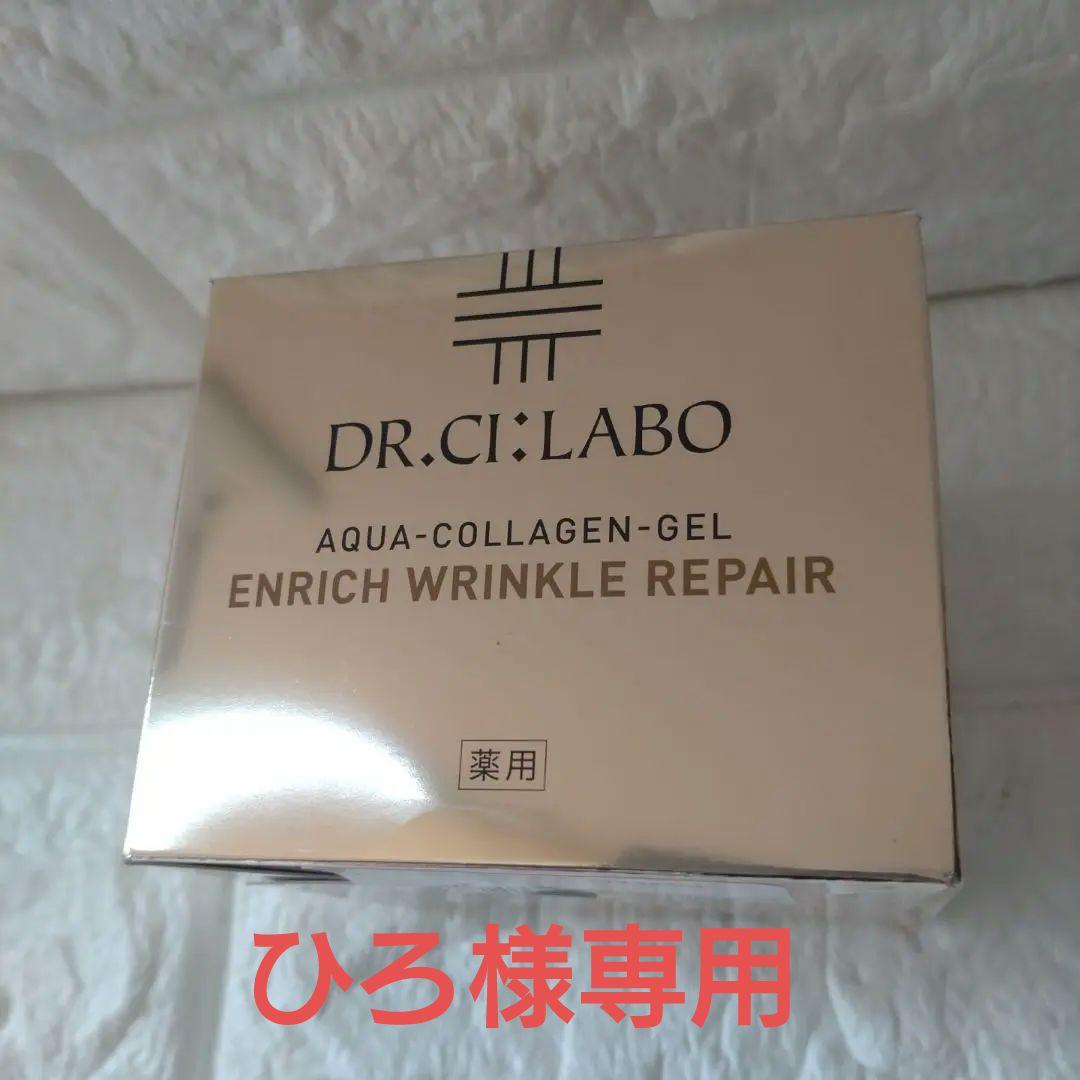 DR.CI:LABO
AQUA-COLLAGEN-GEL
ENRICH WRINKLE REPAIR
薬用
ひろ様専用